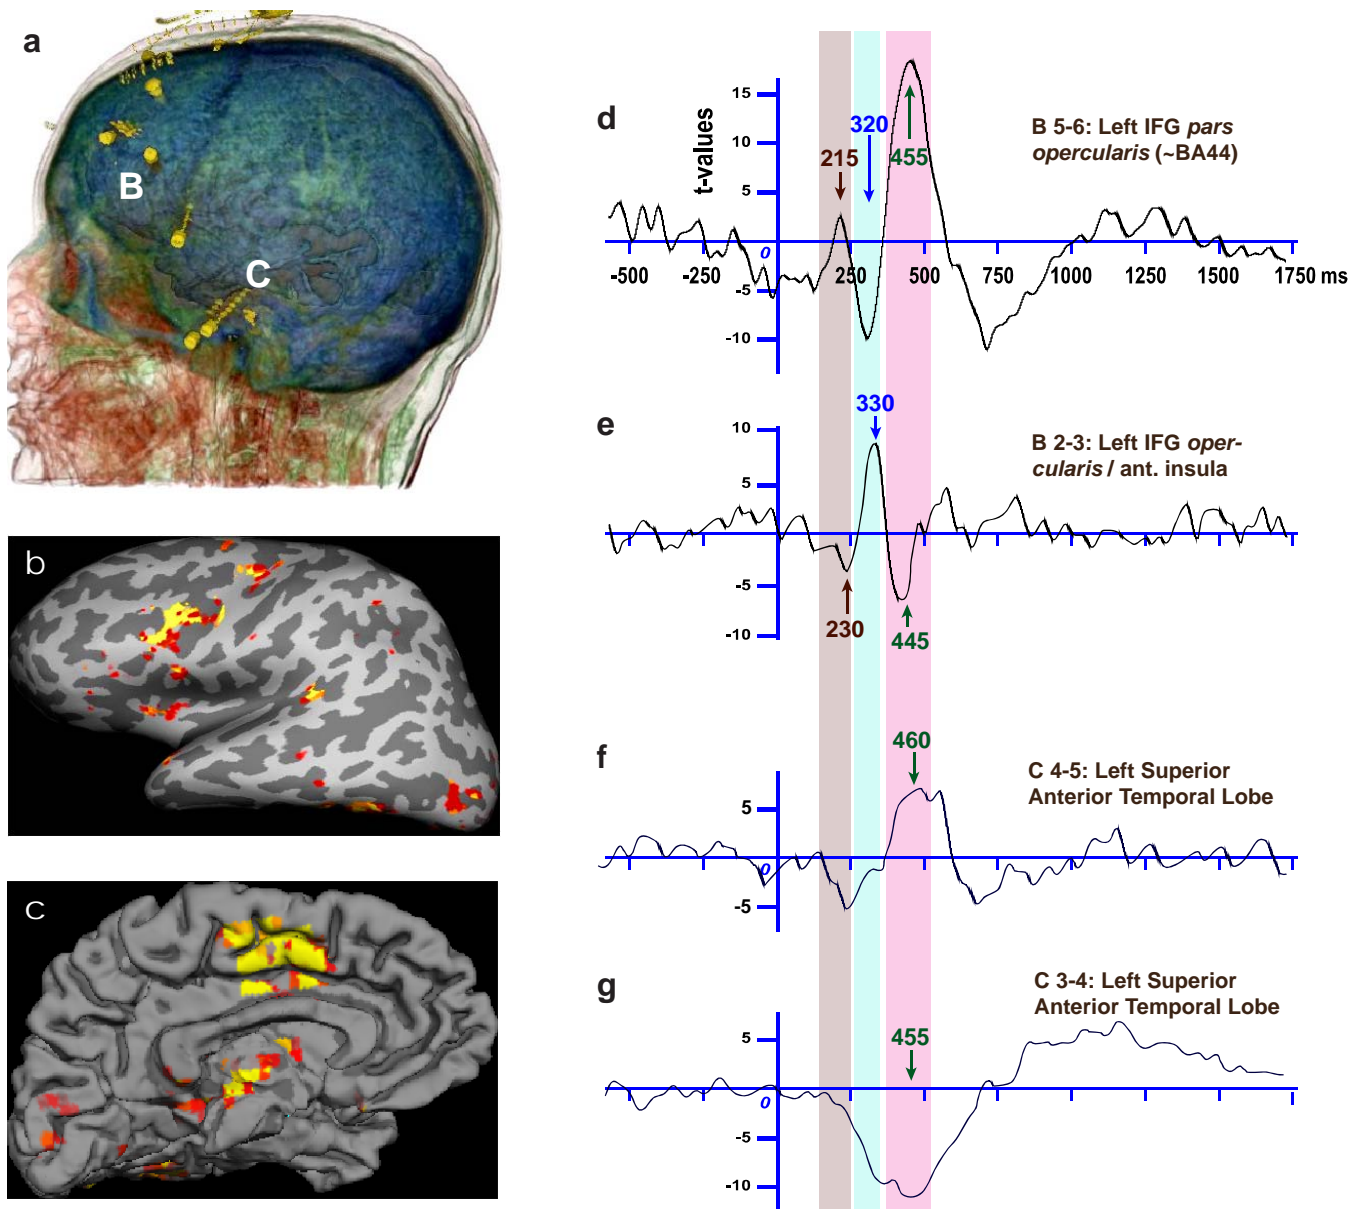 a
B
C
b
c
d
t-values
15
10
5
0
-5
-10
215
320
455
B 5-6: Left IFG pars
opercularis (~BA44)
-500 -250 250 500 750 1000 1250 1500 1750 ms
e
10
5
0
-5
-10
330
230
445
B 2-3: Left IFG oper-
cularis / ant. insula
f
5
0
-5
460
C 4-5: Left Superior
Anterior Temporal Lobe
g
5
0
-5
-10
455
C 3-4: Left Superior
Anterior Temporal Lobe